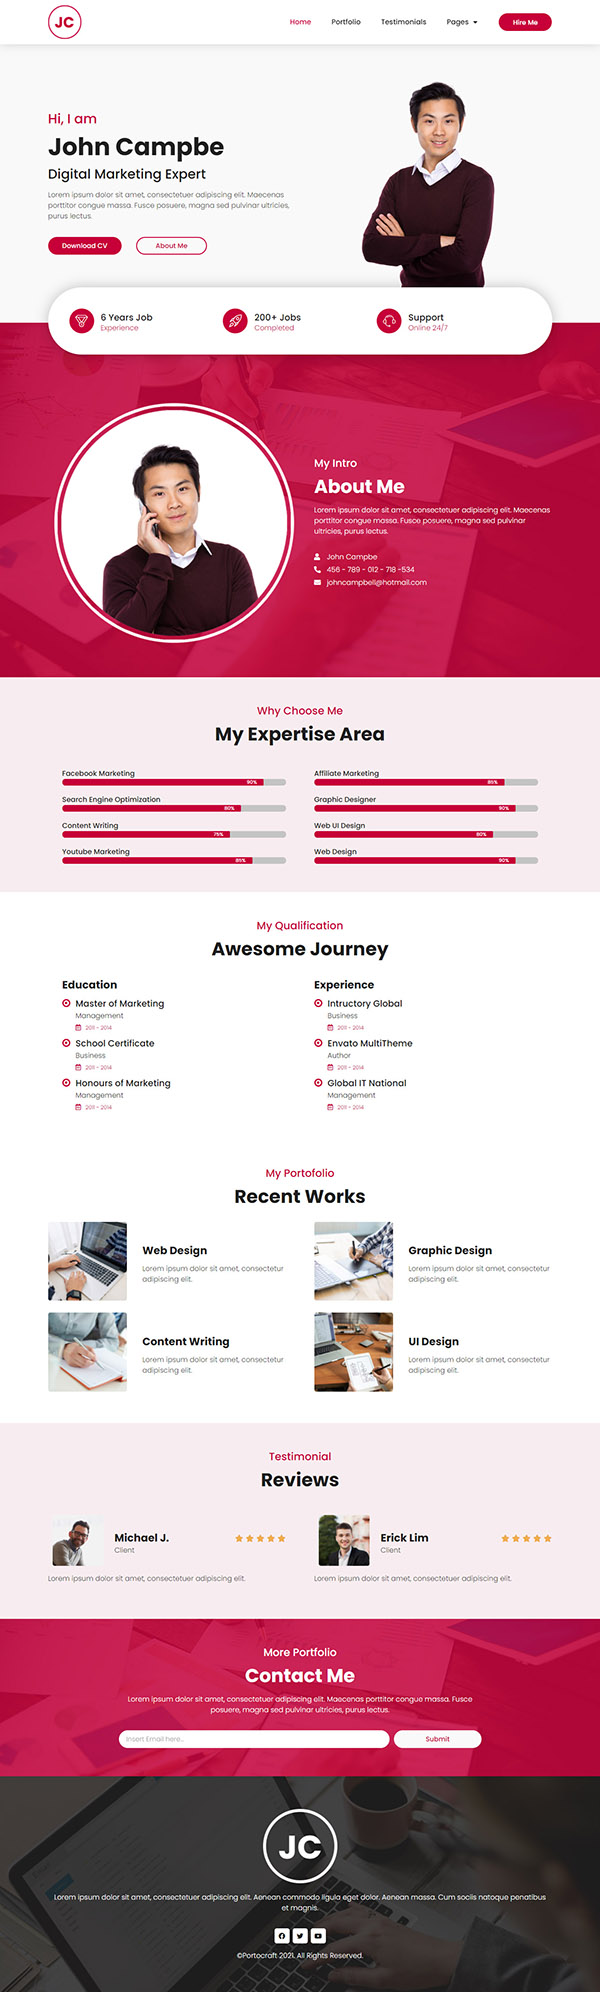 JC
Home
Portfolio
Testimonials
Pages
Hire Me
Hi, I am
John Campbe
Digital Marketing Expert
Lorem ipsum dolor sit amet, consectetuer adipiscing elit. Maecenas
porttitor congue massa. Fusce posuere, magna sed pulvinar ultricies,
purus lectus.
Download CV
About Me
6 Years Job
Experience
200+ Jobs
Completed
Support
Online 24/7
My Intro
About Me
Lorem ipsum dolor sit amet, consectetuer adipiscing elit. Maecenas
porttitor congue massa. Fusce posuere, magna sed pulvinar
ultricies, purus lectus.
John Campbe
456 - 789 - 012 - 718 -534
johncampbell@hotmail.com
Why Choose Me
My Expertise Area
Facebook Marketing
90%
Search Engine Optimization
80%
Content Writing
75%
Youtube Marketing
85%
Affiliate Marketing
85%
Graphic Designer
90%
Web UI Design
80%
Web Design
90%
My Qualification
Awesome Journey
Education
Master of Marketing
Management
2011 - 2014
School Certificate
Business
2011 - 2014
Honours of Marketing
Management
2011 - 2014
Experience
Intructory Global
Business
2011 - 2014
Envato MultiTheme
Author
2011 - 2014
Global IT National
Management
2011 - 2014
My Portofolio
Recent Works
Web Design
Lorem ipsum dolor sit amet, consectetur
adipiscing elit.
Graphic Design
Lorem ipsum dolor sit amet, consectetur
adipiscing elit.
Content Writing
Lorem ipsum dolor sit amet, consectetur
adipiscing elit.
UI Design
Lorem ipsum dolor sit amet, consectetur
adipiscing elit.
Testimonial
Reviews
Michael J.
Client
Lorem ipsum dolor sit amet, consectetuer adipiscing elit.
Erick Lim
Client
Lorem ipsum dolor sit amet, consectetuer adipiscing elit.
More Portfolio
Contact Me
Lorem ipsum dolor sit amet, consectetuer adipiscing elit. Maecenas porttitor congue massa. Fusce
posuere, magna sed pulvinar ultricies, purus lectus.
Insert Email here...
Submit
JC
Lorem ipsum dolor sit amet, consectetuer adipiscing elit. Aenean commodo ligula eget dolor. Aenean massa. Cum sociis natoque penatibus
et magnis.
©Portocraft 2021. All Rights Reserved.